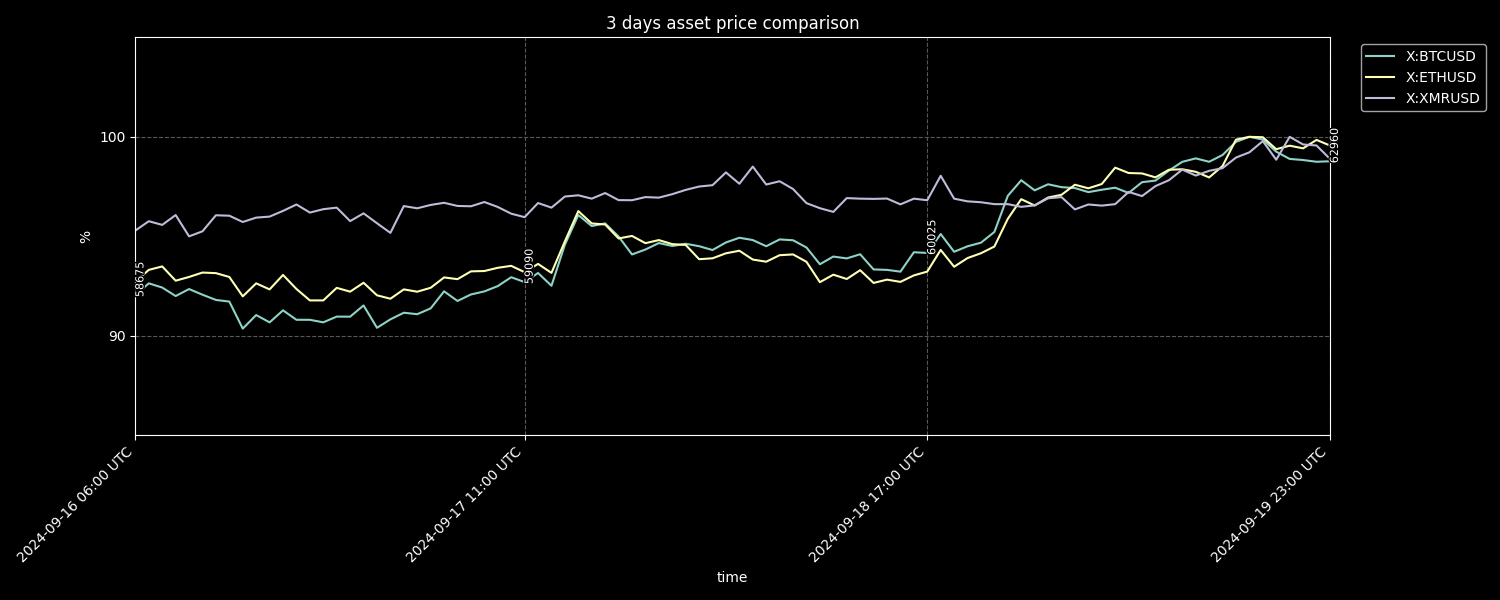 3 days asset price comparison
X:BTCUSD
X:ETHUSD
X:XMRUSD
100
90
%
58675
59090
60025
62960
2024-09-16 06:00 UTC
2024-09-17 11:00 UTC
2024-09-18 17:00 UTC
2024-09-19 23:00 UTC
time